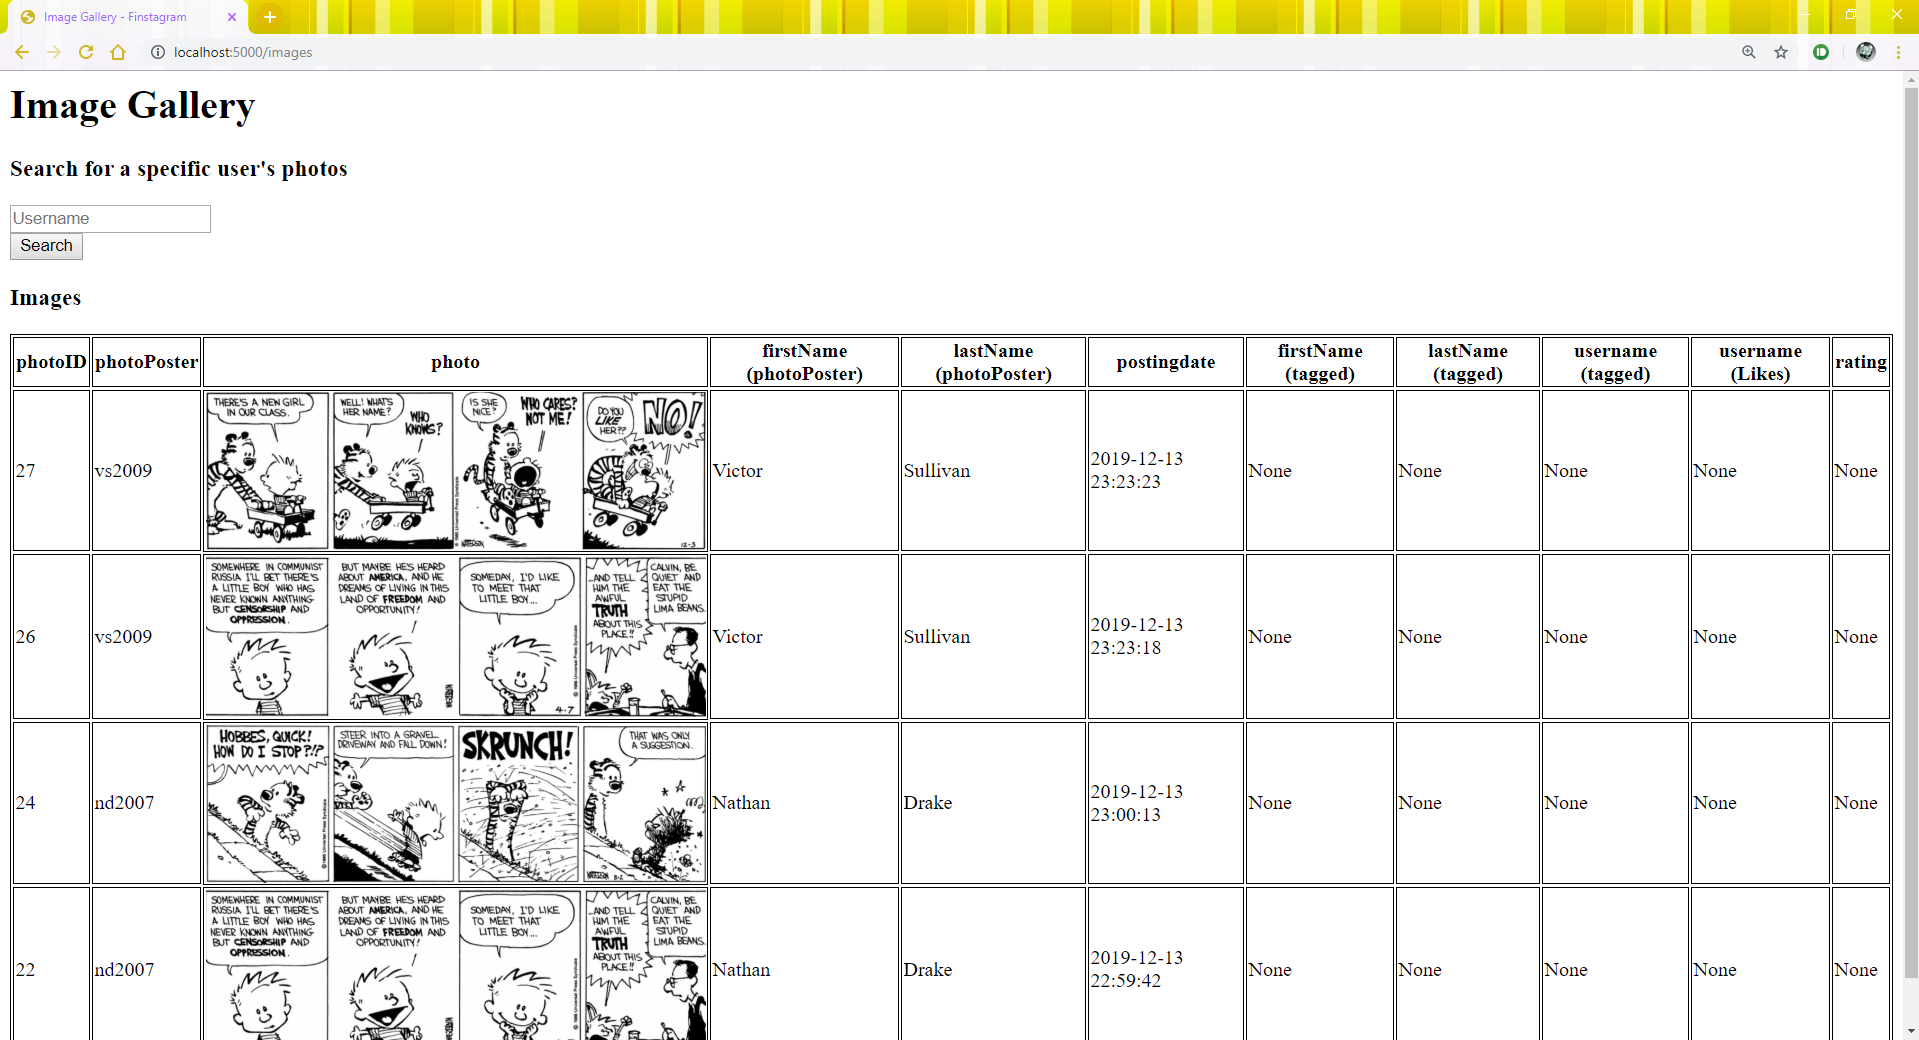 Image Gallery - Finstagram
localhost:5000/images
Image Gallery
Search for a specific user's photos
Username
Search
Images
photoID photoPoster photo firstName (photoPoster) lastName (photoPoster) postingdate firstName (tagged) lastName (tagged) username (tagged) username (Likes) rating
THERE'S A NEW GIRL
IN OUR CLASS.
WELL! WHAT'S
HER NAME?
WHO
KNOWS?
IS SHE
NICE?
WHO CARES?
NOT ME!
DO YOU
LIKE
HER??
NO!
12-3
27 vs2009 Victor Sullivan 2019-12-13 23:23:23 None None None None None
SOMEWHERE IN COMMUNIST
RUSSIA I'LL BET THERE'S
A LITTLE BOY WHO HAS
NEVER KNOWN ANYTHING
BUT CENSORSHIP AND
OPPRESSION.
BUT MAYBE HE'S HEARD
ABOUT AMERICA, AND HE
DREAMS OF LIVING IN THIS
LAND OF FREEDOM AND
OPPORTUNITY!
SOMEDAY, I'D LIKE
TO MEET THAT
LITTLE BOY...
4-7
...AND TELL
HIM THE
AWFUL
TRUTH
ABOUT THIS
PLACE!!
CALVIN, BE
QUIET AND
EAT THE
STUPID
LIMA BEANS.
26 vs2009 Victor Sullivan 2019-12-13 23:23:18 None None None None None
HOBBES, QUICK!
HOW DO I STOP?!?
STEER INTO A GRAVEL
DRIVEWAY AND FALL DOWN!
SKRUNCH!
THAT WAS ONLY
A SUGGESTION.
24 nd2007 Nathan Drake 2019-12-13 23:00:13 None None None None None
SOMEWHERE IN COMMUNIST
RUSSIA I'LL BET THERE'S
A LITTLE BOY WHO HAS
NEVER KNOWN ANYTHING
BUT CENSORSHIP AND
OPPRESSION.
BUT MAYBE HE'S HEARD
ABOUT AMERICA, AND HE
DREAMS OF LIVING IN THIS
LAND OF FREEDOM AND
OPPORTUNITY!
SOMEDAY, I'D LIKE
TO MEET THAT
LITTLE BOY...
...AND TELL
HIM THE
AWFUL
TRUTH
ABOUT THIS
PLACE!!
CALVIN, BE
QUIET AND
EAT THE
STUPID
LIMA BEANS.
22 nd2007 Nathan Drake 2019-12-13 22:59:42 None None None None None